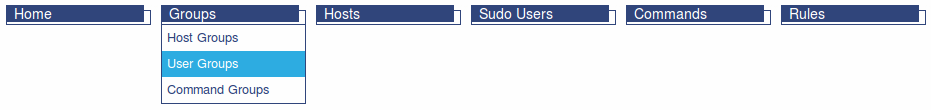 Home Groups Hosts Sudo Users Commands Rules
Host Groups
User Groups
Command Groups